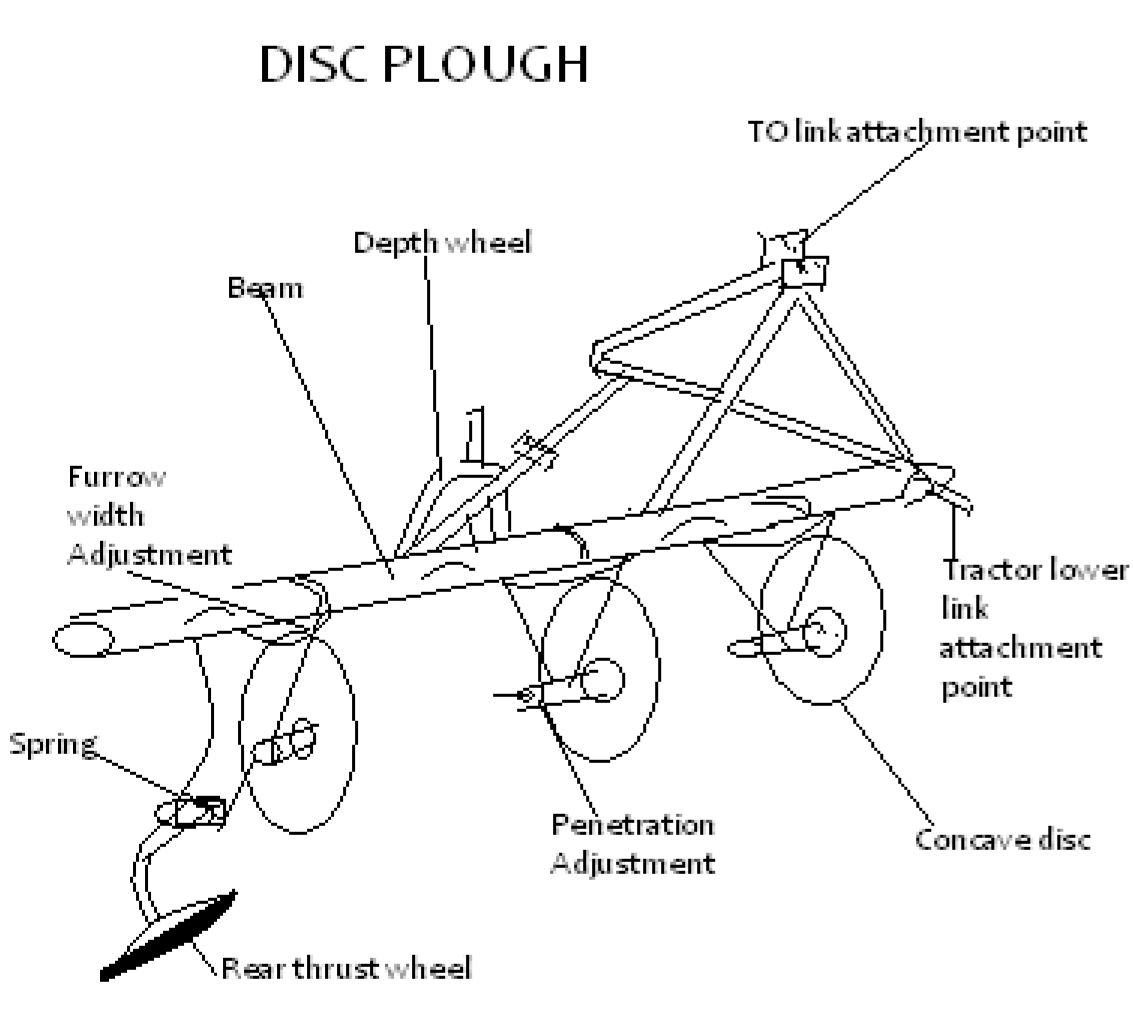 DISC PLOUGH
TO link attachment point
Depth wheel
Beam
Furrow
width
Adjustment
Tractor lower
link
attachment
point
Spring
Penetration
Adjustment
Concave disc
Rear thrust wheel